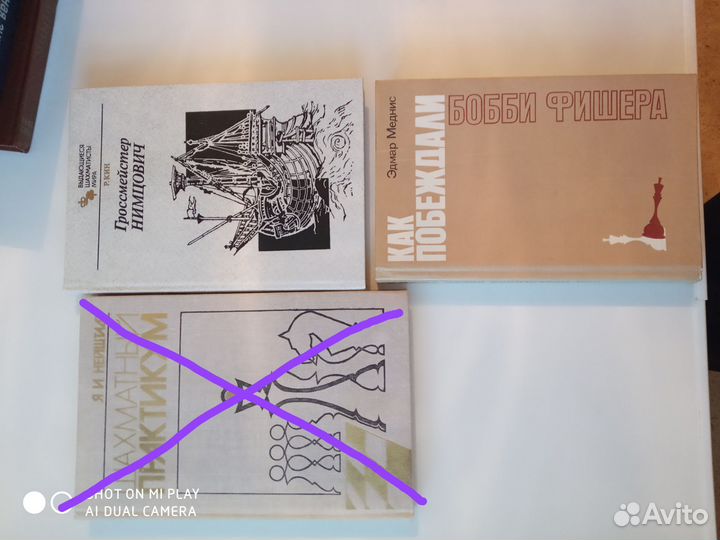 ВЫДАЮЩИЕСЯ
ШАХМАТИСТЫ
МИРА
Р.КИН
Гроссмейстер
НИМЦОВИЧ
Эдмар Меднис
КАК
ПОБЕЖДАЛИ
БОББИ ФИШЕРА
Я И НЕЙШТАДТ
ШАХМАТНЫЙ
ПРАКТИКУМ
SHOT ON MI PLAY
AI DUAL CAMERA
Avito